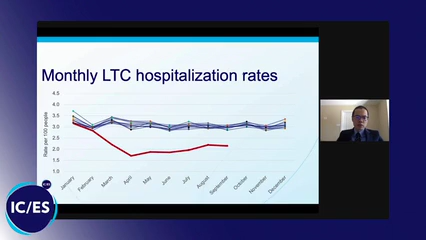 Monthly LTC hospitalization rates
Rate per 100 people
4.5
4.0
3.5
3.0
2.5
2.0
1.5
1.0
January
February
March
April
May
June
July
August
September
October
November
December
IC/ES
IC/ES